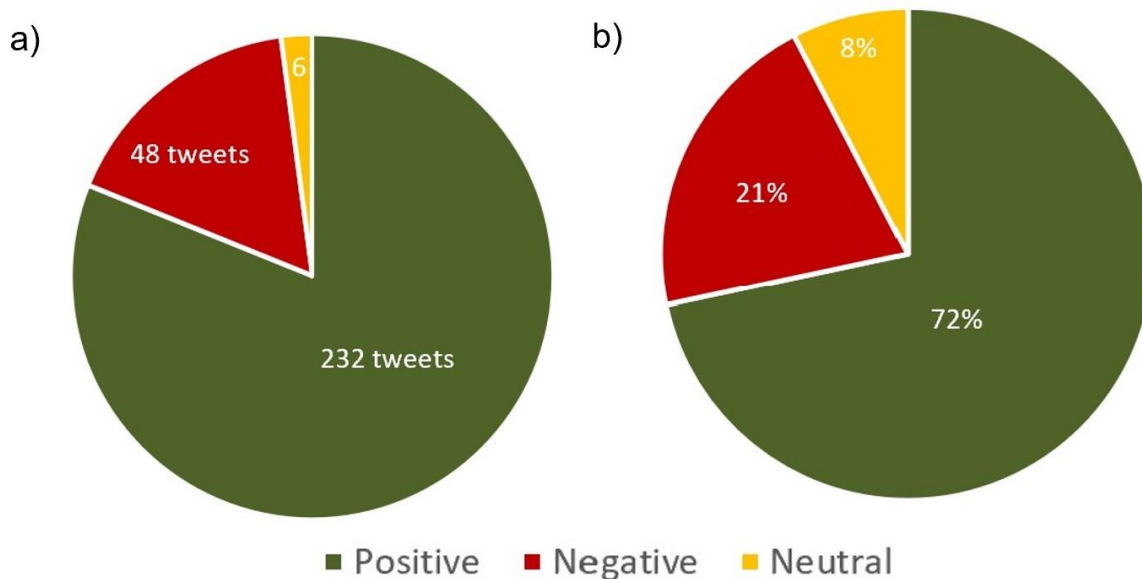 a)
6
48 tweets
232 tweets
b)
8%
21%
72%
Positive Negative Neutral